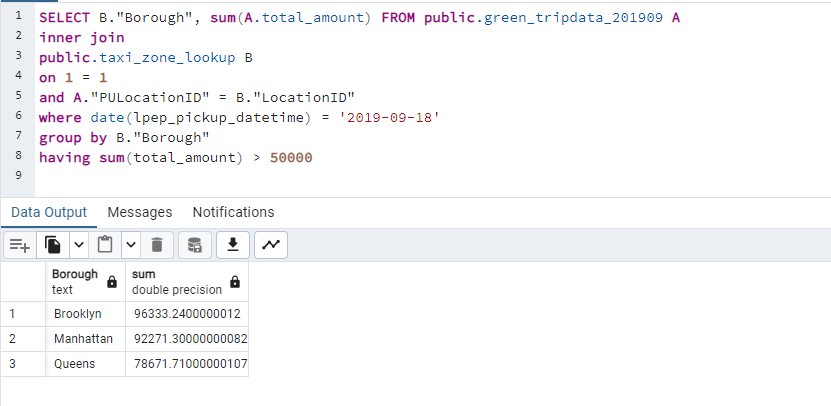 1 SELECT B."Borough", sum(A.total_amount) FROM public.green_tripdata_201909 A
2 inner join
3 public.taxi_zone_lookup B
4 on 1 = 1
5 and A."PULocationID" = B."LocationID"
6 where date(lpep_pickup_datetime) = '2019-09-18'
7 group by B."Borough"
8 having sum(total_amount) > 50000
9
Data Output Messages Notifications
Borough sum
text double precision
1 Brooklyn 96333.2400000012
2 Manhattan 92271.30000000082
3 Queens 78671.71000000107